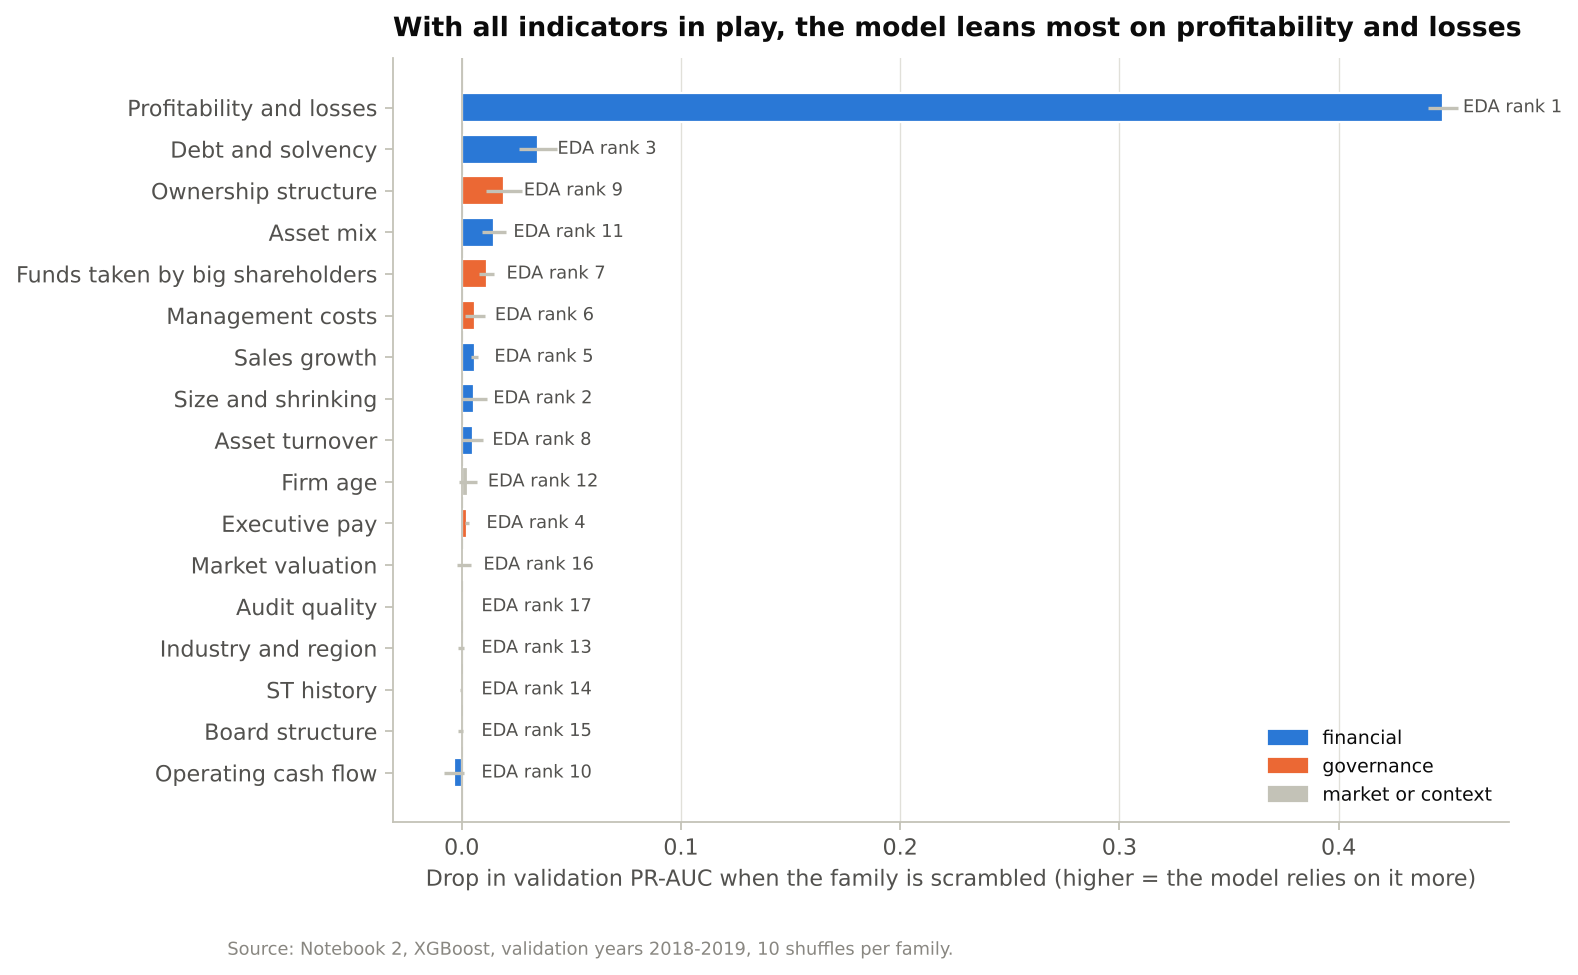 With all indicators in play, the model leans most on profitability and losses
Profitability and losses EDA rank 1
Debt and solvency EDA rank 3
Ownership structure EDA rank 9
Asset mix EDA rank 11
Funds taken by big shareholders EDA rank 7
Management costs EDA rank 6
Sales growth EDA rank 5
Size and shrinking EDA rank 2
Asset turnover EDA rank 8
Firm age EDA rank 12
Executive pay EDA rank 4
Market valuation EDA rank 16
Audit quality EDA rank 17
Industry and region EDA rank 13
ST history EDA rank 14
Board structure EDA rank 15
Operating cash flow EDA rank 10
financial
governance
market or context
0.0 0.1 0.2 0.3 0.4
Drop in validation PR-AUC when the family is scrambled (higher = the model relies on it more)
Source: Notebook 2, XGBoost, validation years 2018-2019, 10 shuffles per family.